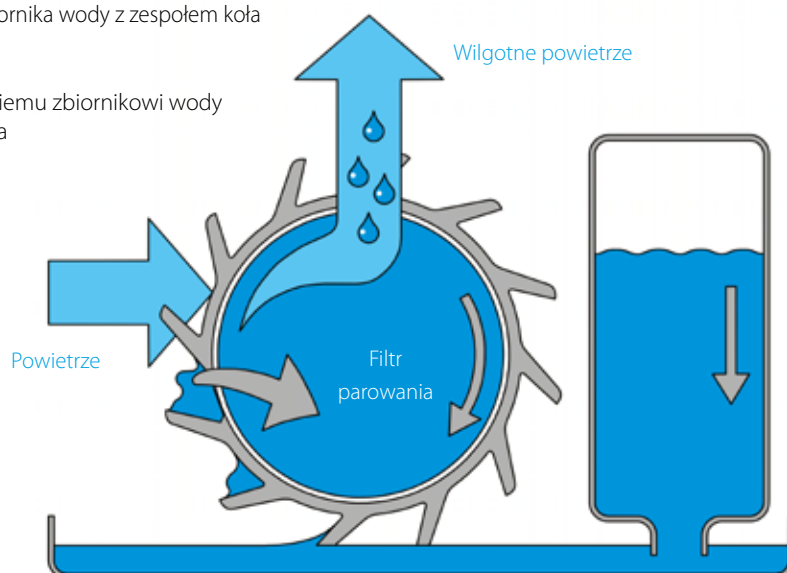 ornika wody z zespołem koła
iemu zbiornikowi wody
a
Wilgotne powietrze
Powietrze
Filtr
parowania